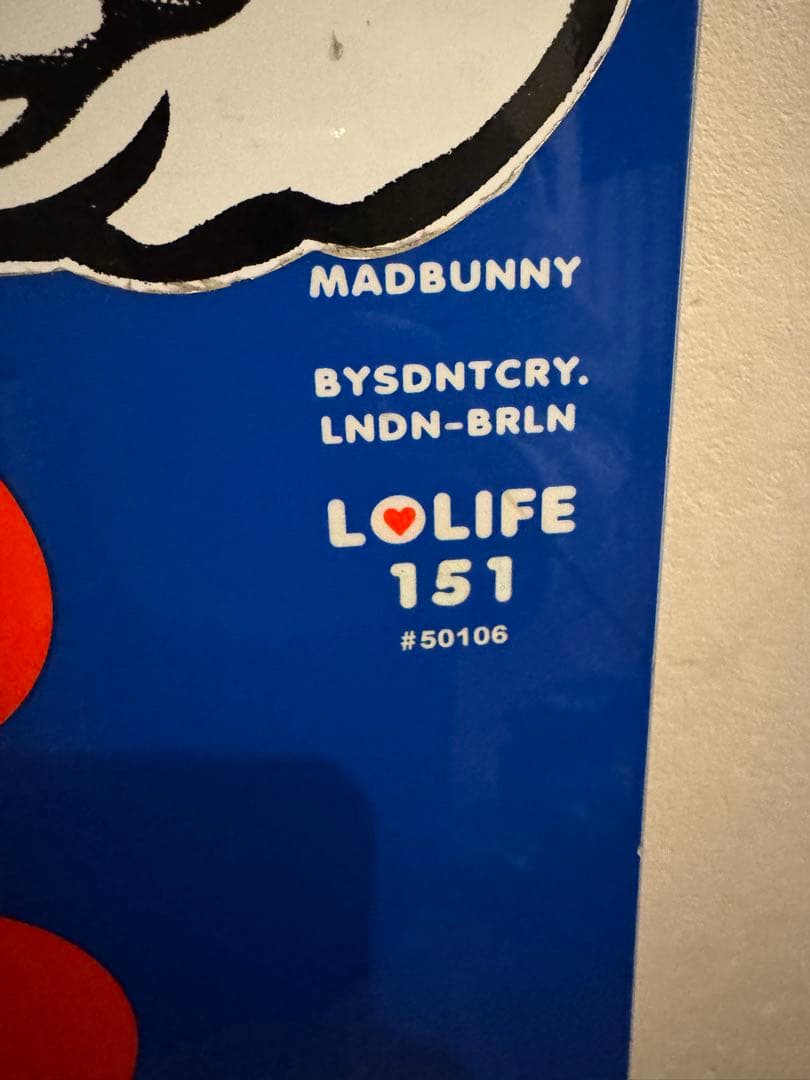 MADBUNNY
BYSDNTCRY.
LNDN-BRLN
LOLIFE
151
#50106